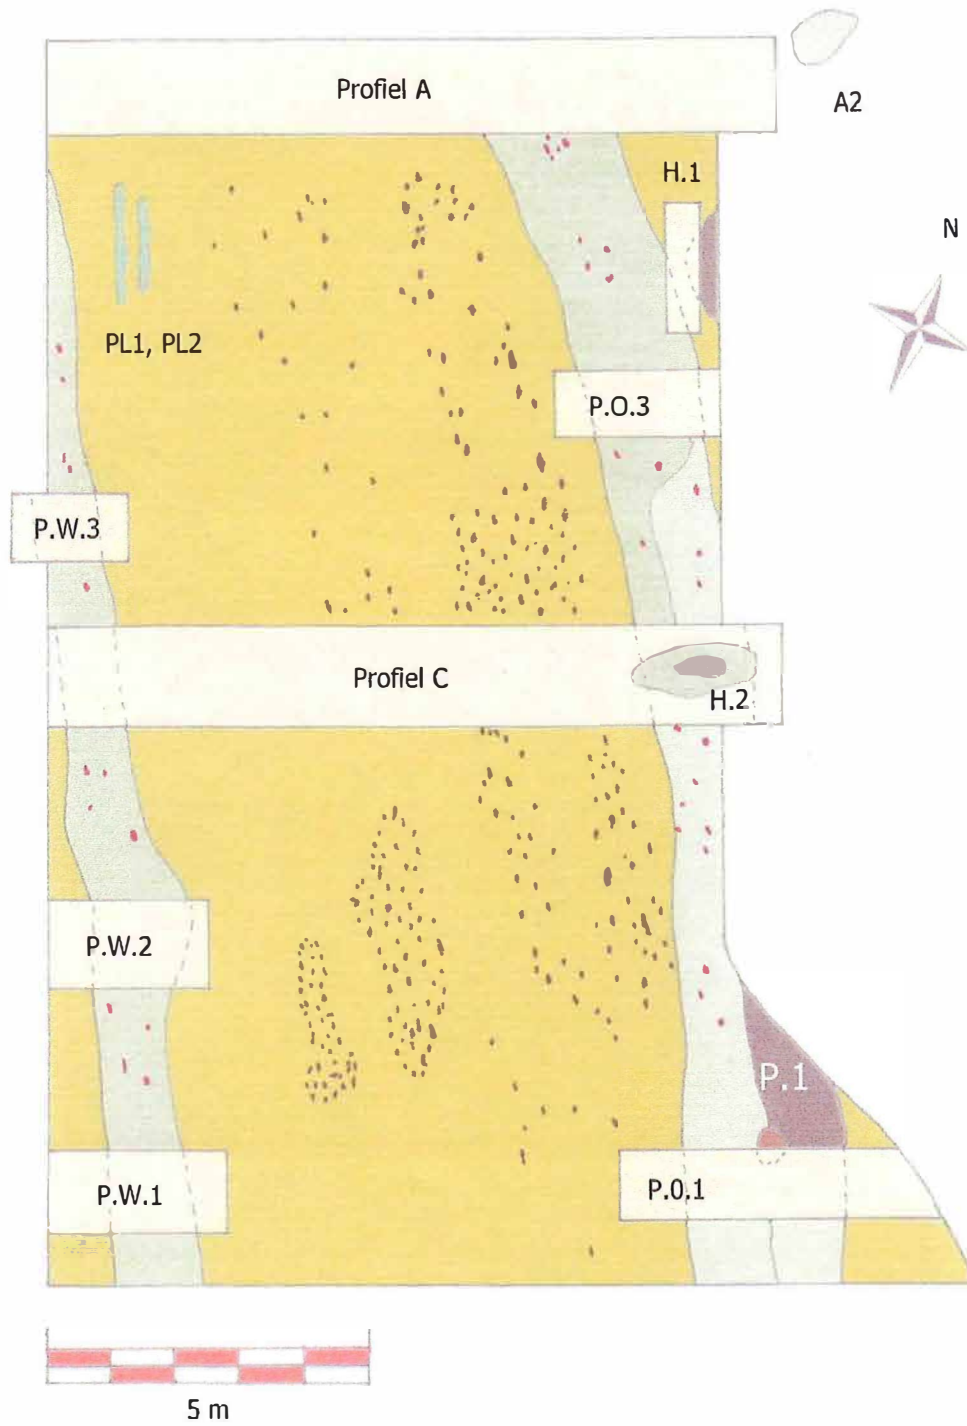 Profiel A
A2
H.1
N
PL1, PL2
P.O.3
P.W.3
Profiel C
H.2
P.W.2
P.1
P.W.1
P.0.1
5 m